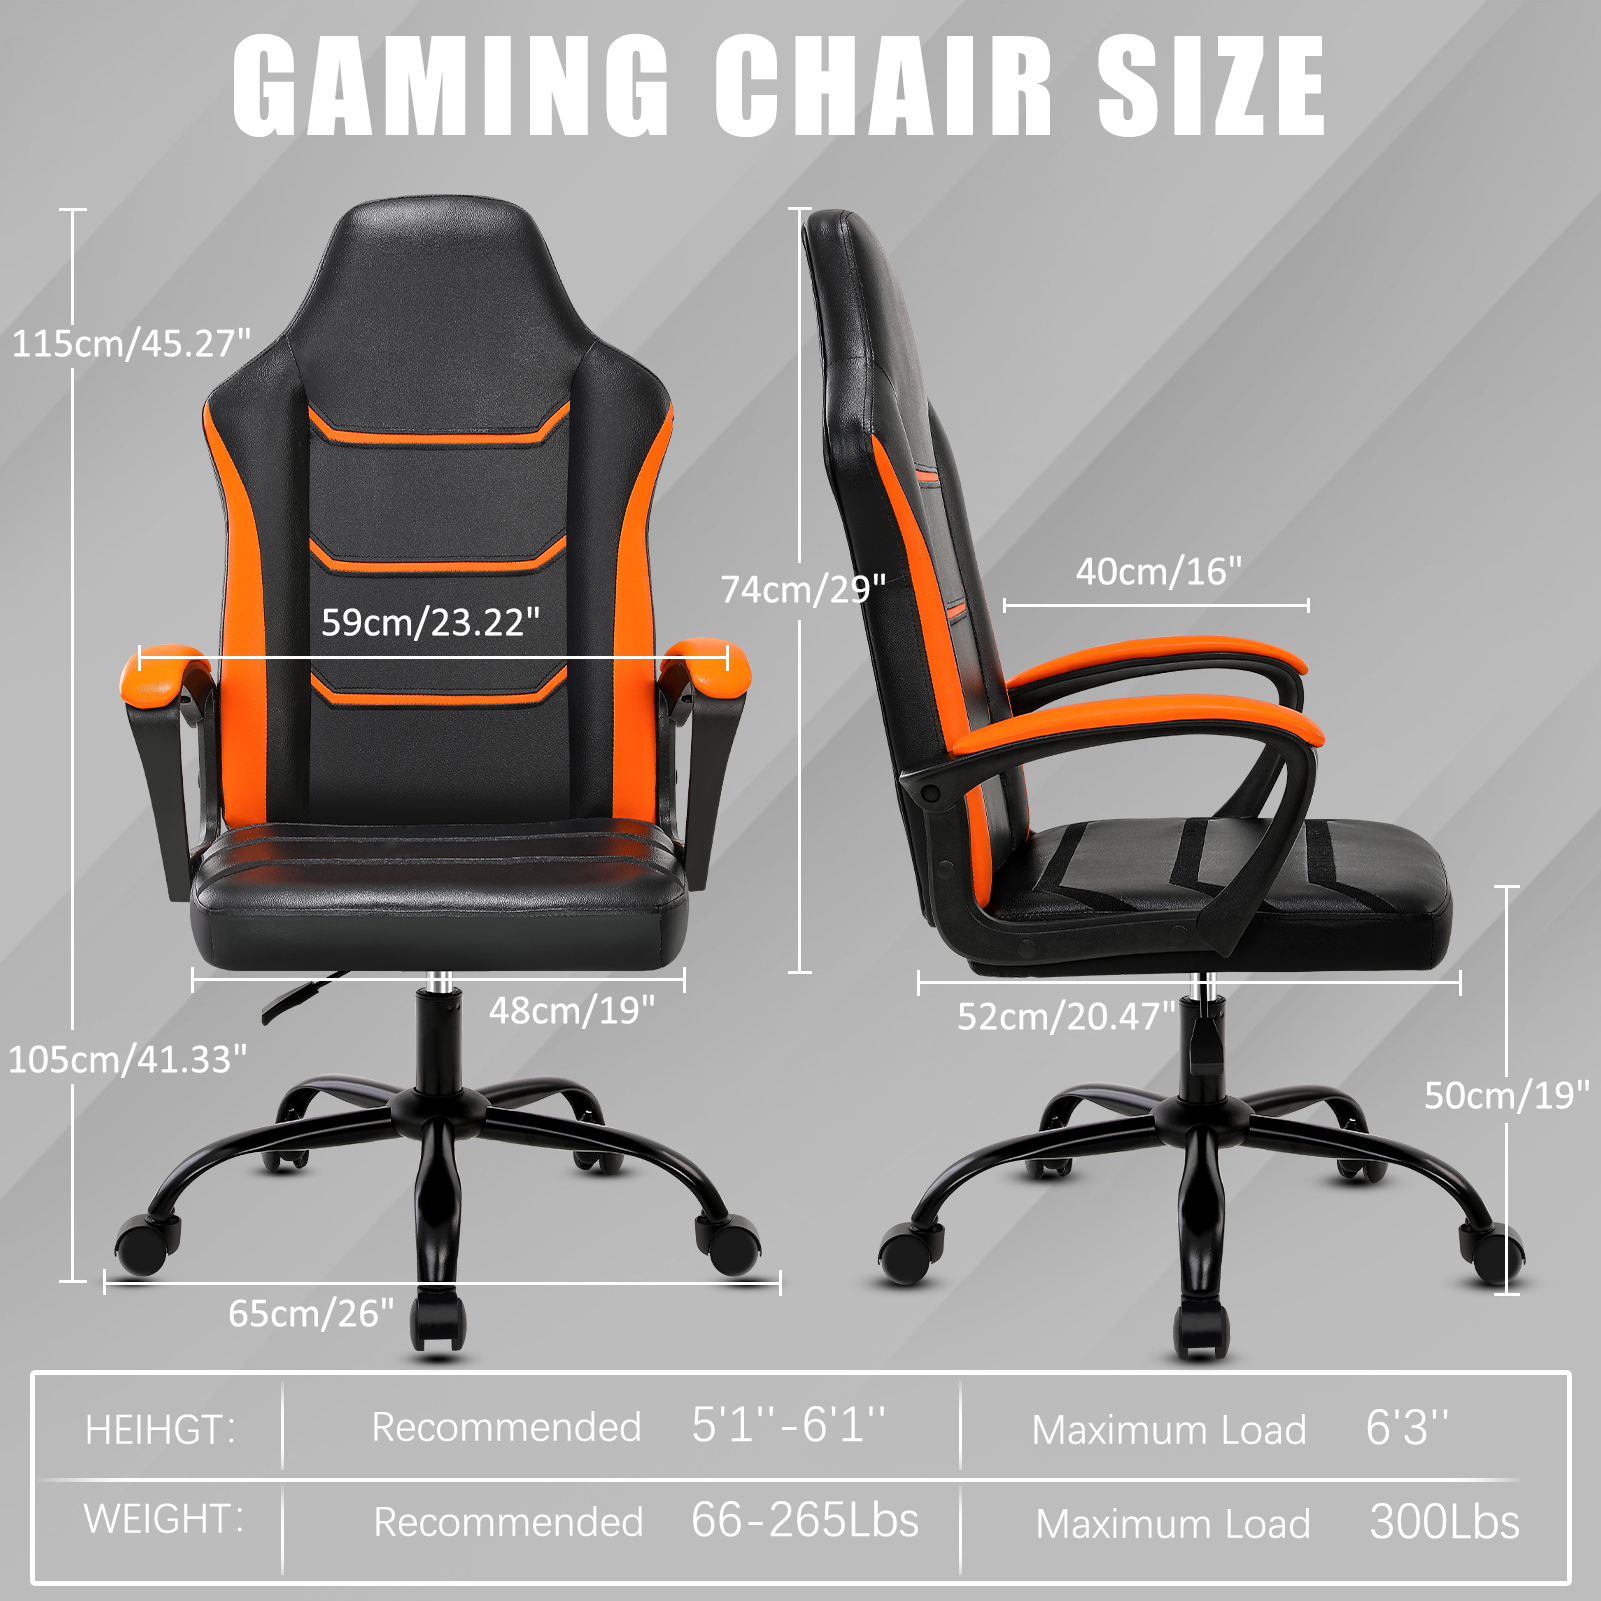 GAMING CHAIR SIZE
115cm/45.27"
40cm/16"
74cm/29"
59cm/23.22"
48cm/19"
52cm/20.47"
105cm/41.33"
50cm/19"
65cm/26"
HEIHGT: Recommended 5'1''-6'1'' Maximum Load 6'3''
WEIGHT: Recommended 66-265Lbs Maximum Load 300Lbs